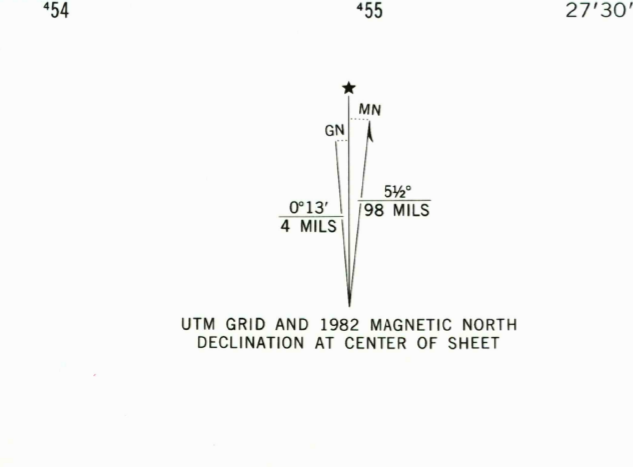 ⁴54 ⁴55 27'30"
★
MN
GN
5½°
98 MILS
0°13'
4 MILS
UTM GRID AND 1982 MAGNETIC NORTH
DECLINATION AT CENTER OF SHEET